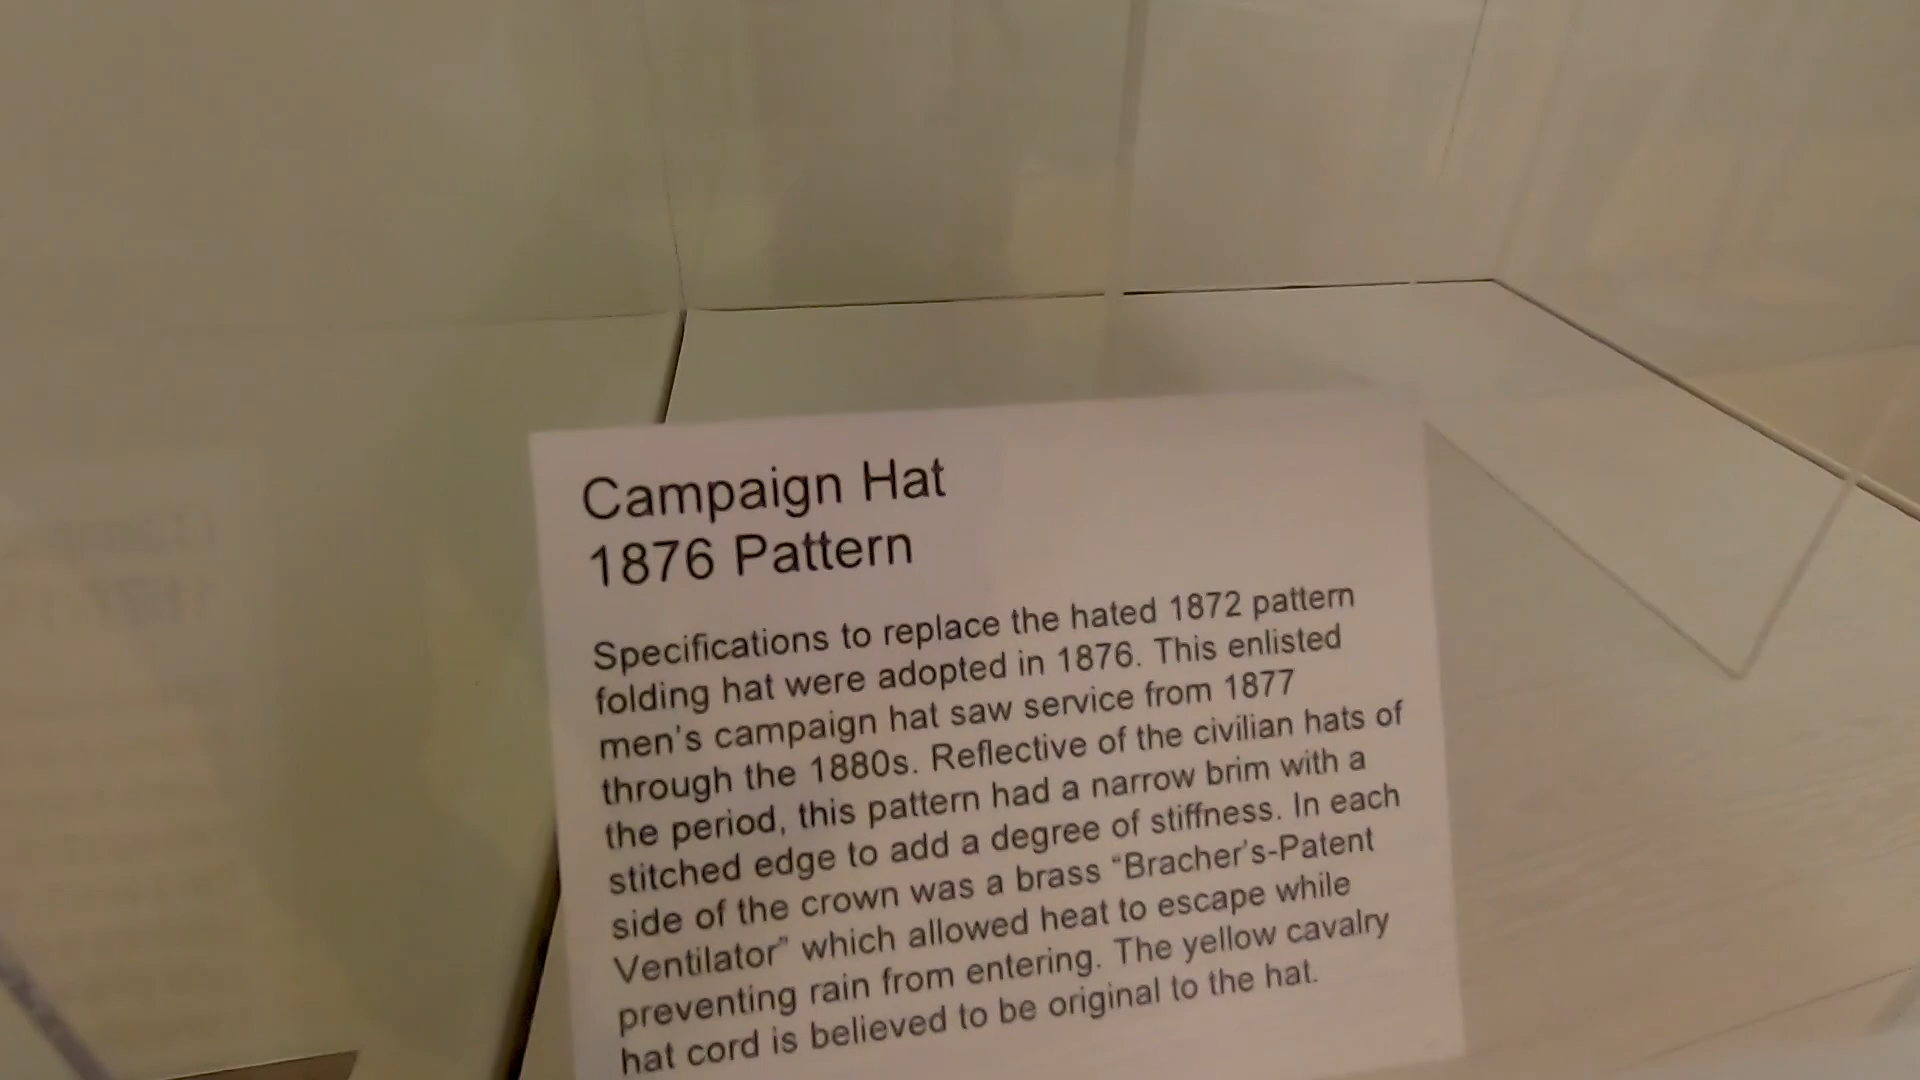 Campaign Hat
1876 Pattern
Specifications to replace the hated 1872 pattern
folding hat were adopted in 1876. This enlisted
men's campaign hat saw service from 1877
through the 1880s. Reflective of the civilian hats of
the period, this pattern had a narrow brim with a
stitched edge to add a degree of stiffness. In each
side of the crown was a brass “Bracher's-Patent
Ventilator” which allowed heat to escape while
preventing rain from entering. The yellow cavalry
hat cord is believed to be original to the hat.